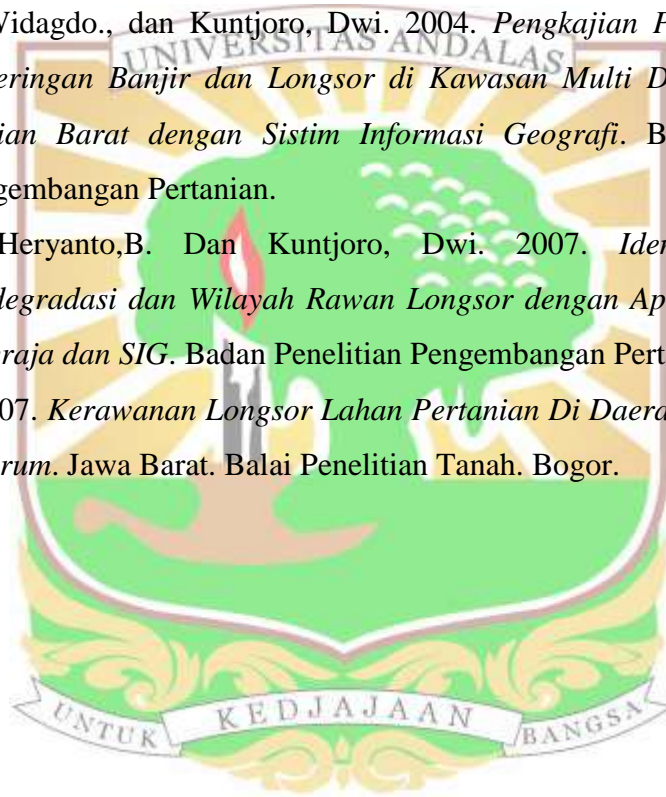 Widagdo., dan Kuntjoro, Dwi. 2004. Pengkajian P
UNIVERSITAS ANDALAS
eringan Banjir dan Longsor di Kawasan Multi D
ian Barat dengan Sistim Informasi Geografi. B
gembangan Pertanian.
Heryanto,B. Dan Kuntjoro, Dwi. 2007. Iden
degradasi dan Wilayah Rawan Longsor dengan Ap
eraja dan SIG. Badan Penelitian Pengembangan Pert
07. Kerawanan Longsor Lahan Pertanian Di Daera
rum. Jawa Barat. Balai Penelitian Tanah. Bogor.
UNTUK KEDJAJAAN BANGSA